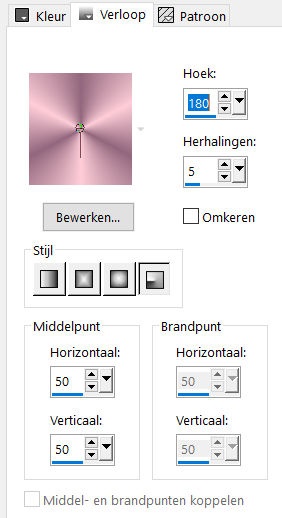 Kleur Verloop Patroon
Hoek:
180
Herhalingen:
5
Bewerken...
Omkeren
Stijl
Middelpunt Brandpunt
Horizontaal: Horizontaal:
50 50
Verticaal: Verticaal:
50 50
Middel- en brandpunten koppelen